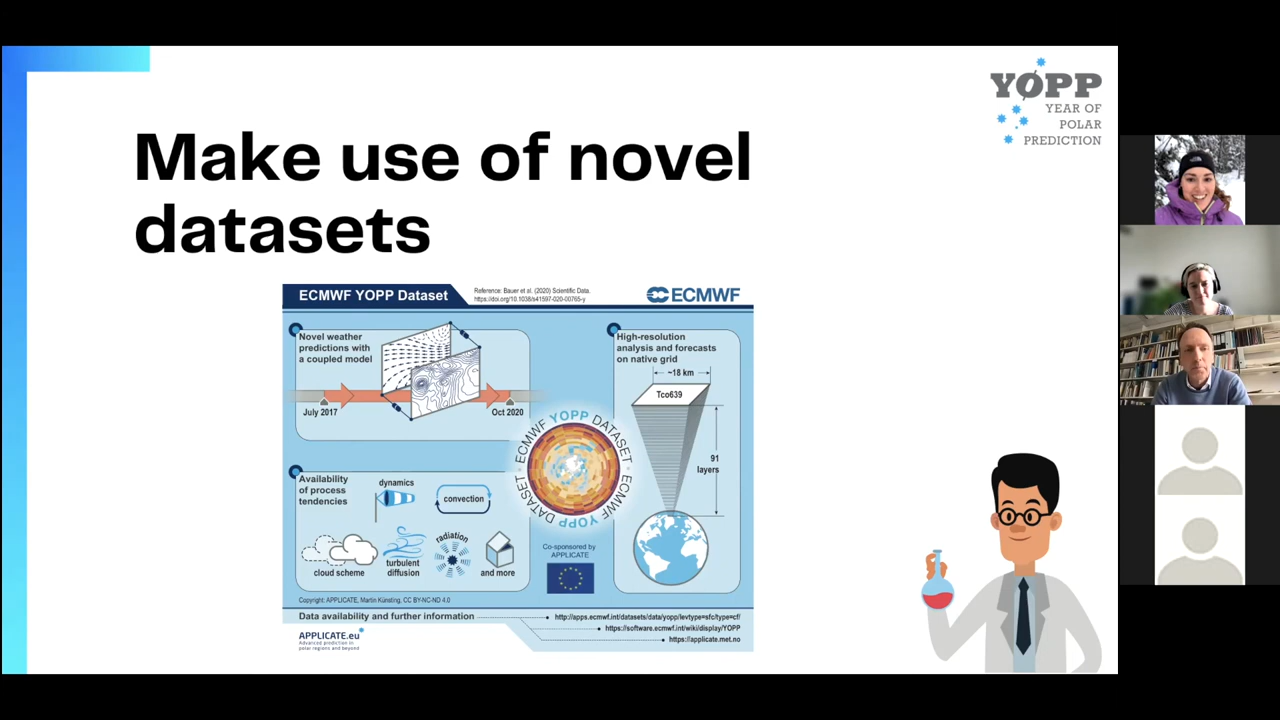 YOPP
YEAR OF
POLAR
PREDICTION
Make use of novel
datasets
ECMWF YOPP Dataset
Reference: Bauer et al. (2020) Scientific Data.
https://doi.org/10.1038/s41597-020-00765-y
ECMWF
Novel weather
predictions with
a coupled model
July 2017
Oct 2020
High-resolution
analysis and forecasts
on native grid
~18 km
Tco639
91
layers
ECMWF YOPP DATASET
ECMWF YOPP DATASET
Availability
of process
tendencies
dynamics
convection
cloud scheme
turbulent
diffusion
radiation
and more
Co-sponsored by
APPLICATE
Copyright: APPLICATE, Martin Künsting, CC BY-NC-ND 4.0
Data availability and further information
http://apps.ecmwf.int/datasets/data/yopp/levtype=sfc/type=cf/
https://software.ecmwf.int/wiki/display/YOPP
https://applicate.met.no
APPLICATE.eu
Advanced prediction in
polar regions and beyond